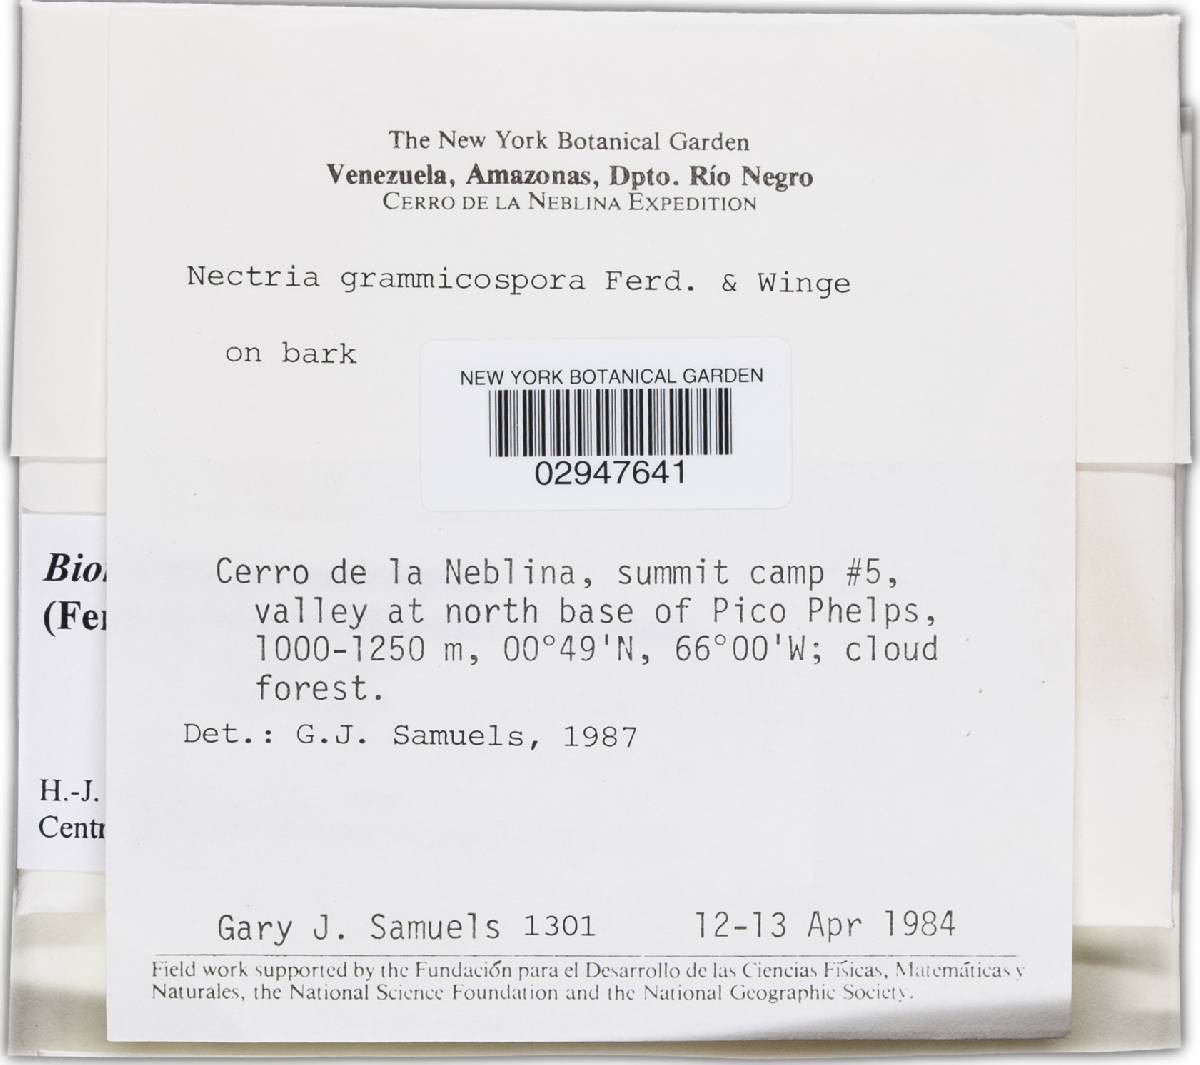 The New York Botanical Garden
Venezuela, Amazonas, Dpto. Río Negro
CERRO DE LA NEBLINA EXPEDITION
Nectria grammicospora Ferd. & Winge
on bark
NEW YORK BOTANICAL GARDEN
02947641
Cerro de la Neblina, summit camp #5,
valley at north base of Pico Phelps,
1000-1250 m, 00°49'N, 66°00'W; cloud
forest.
Det.: G.J. Samuels, 1987
Gary J. Samuels 1301 12-13 Apr 1984
Field work supported by the Fundación para el Desarrollo de las Ciencias Físicas, Matemáticas y
Naturales, the National Science Foundation and the National Geographic Society.
H.-J.